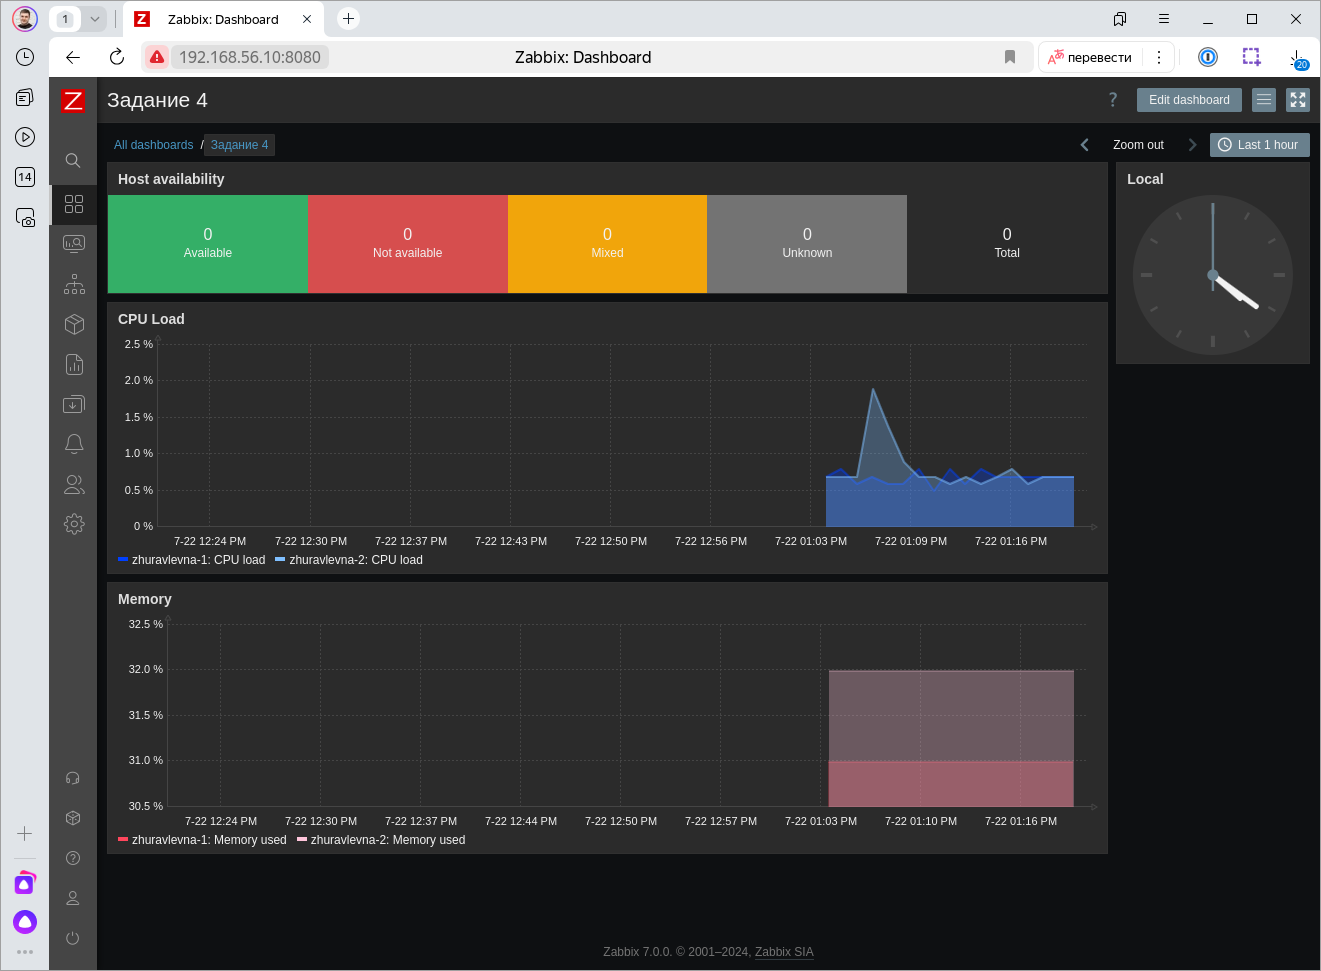 1
Zabbix: Dashboard
192.168.56.10:8080
Zabbix: Dashboard
перевести
20
14
Z
Задание 4
?
Edit dashboard
All dashboards / Задание 4
Zoom out
Last 1 hour
Host availability
0
Available
0
Not available
0
Mixed
0
Unknown
0
Total
Local
CPU Load
2.5 %
2.0 %
1.5 %
1.0 %
0.5 %
0 %
7-22 12:24 PM 7-22 12:30 PM 7-22 12:37 PM 7-22 12:43 PM 7-22 12:50 PM 7-22 12:56 PM 7-22 01:03 PM 7-22 01:09 PM 7-22 01:16 PM
zhuravlevna-1: CPU load zhuravlevna-2: CPU load
Memory
32.5 %
32.0 %
31.5 %
31.0 %
30.5 %
7-22 12:24 PM 7-22 12:30 PM 7-22 12:37 PM 7-22 12:44 PM 7-22 12:50 PM 7-22 12:57 PM 7-22 01:03 PM 7-22 01:10 PM 7-22 01:16 PM
zhuravlevna-1: Memory used zhuravlevna-2: Memory used
Zabbix 7.0.0. © 2001–2024, Zabbix SIA